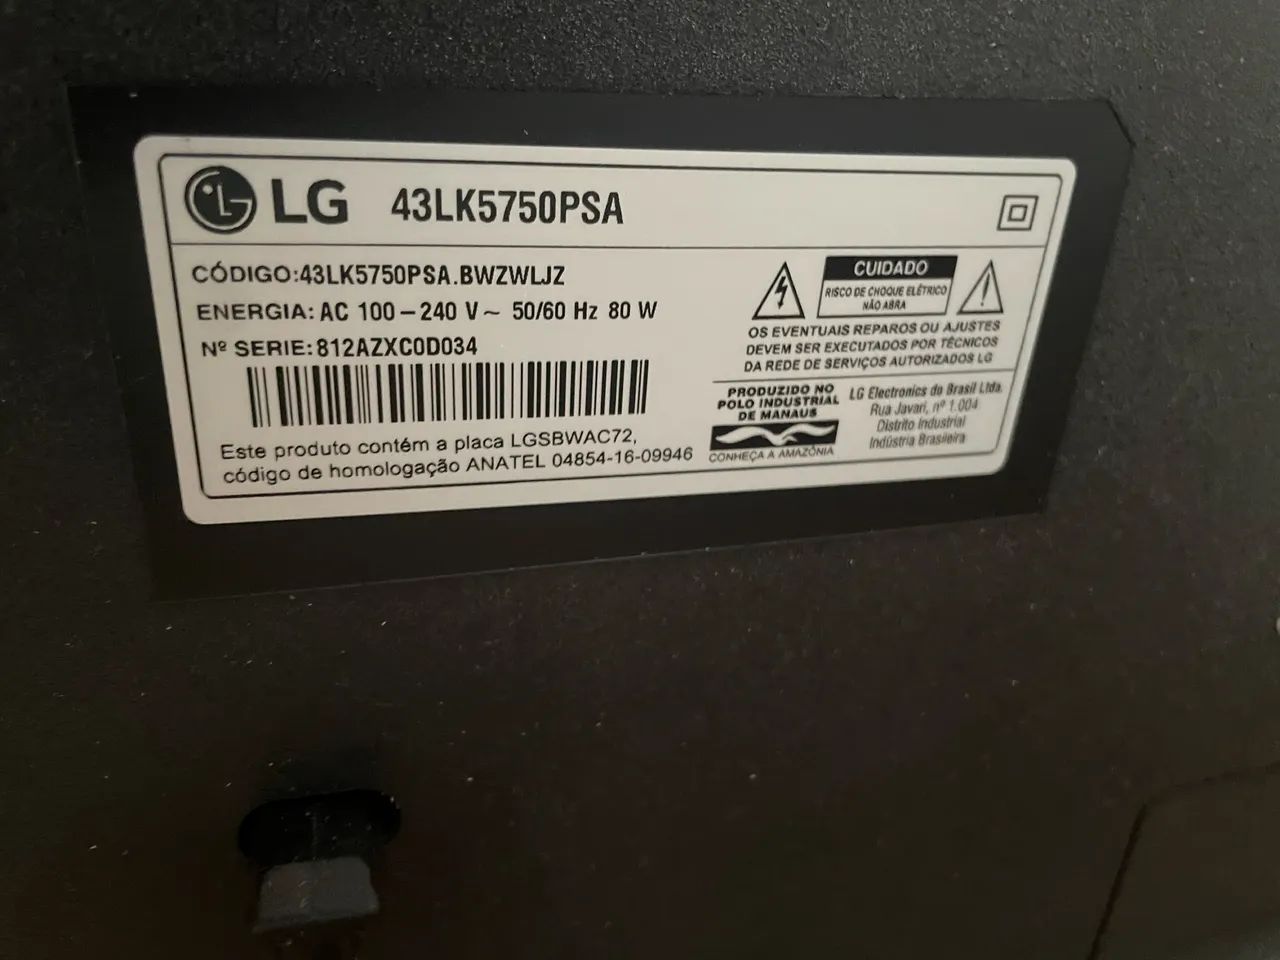 LG 43LK5750PSA
CÓDIGO:43LK5750PSA.BWZWLJZ
ENERGIA: AC 100-240 V~ 50/60 Hz 80 W
Nº SERIE:812AZXC0D034
Este produto contém a placa LGSBWAC72,
código de homologação ANATEL 04854-16-09946
CUIDADO
RISCO DE CHOQUE ELÉTRICO
NÃO ABRA
OS EVENTUAIS REPAROS OU AJUSTES
DEVEM SER EXECUTADOS POR TÉCNICOS
DA REDE DE SERVIÇOS AUTORIZADOS LG
PRODUZIDO NO
POLO INDUSTRIAL
DE MANAUS
CONHEÇA A AMAZÔNIA
LG Electronics do Brasil Ltda.
Rua Javari, nº 1.004
Distrito Industrial
Indústria Brasileira